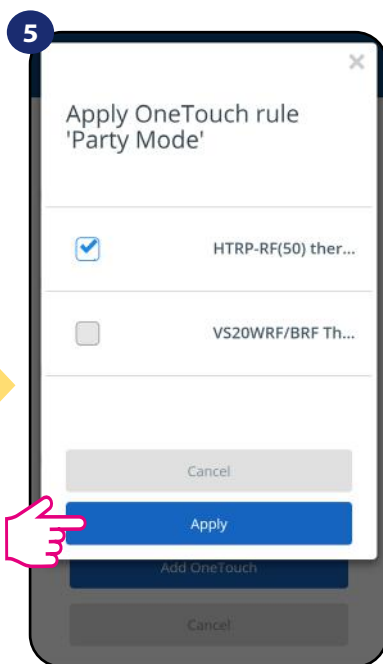 5
×
Apply OneTouch rule
'Party Mode'
HTRP-RF(50) ther...
VS20WRF/BRF Th...
Cancel
Apply
Add OneTouch
Cancel